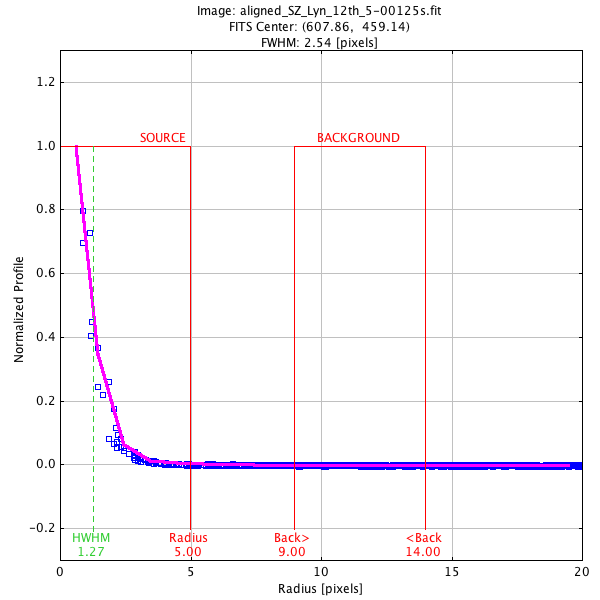 Image: aligned_SZ_Lyn_12th_5-00125s.fit
FITS Center: (607.86, 459.14)
FWHM: 2.54 [pixels]
1.2
SOURCE BACKGROUND
1.0
0.8
0.6
Normalized Profile
0.4
0.2
0.0
-0.2
HWHM Radius Back> <Back
1.27 5.00 9.00 14.00
0 5 10 15 20
Radius [pixels]